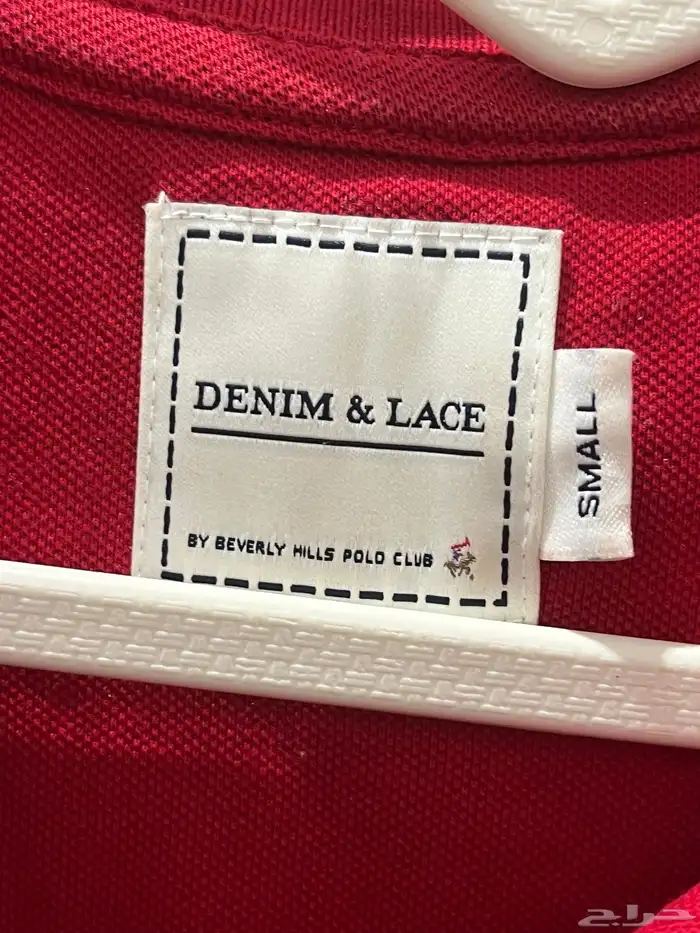 DENIM & LACE
BY BEVERLY HILLS POLO CLUB
SMALL
حراج